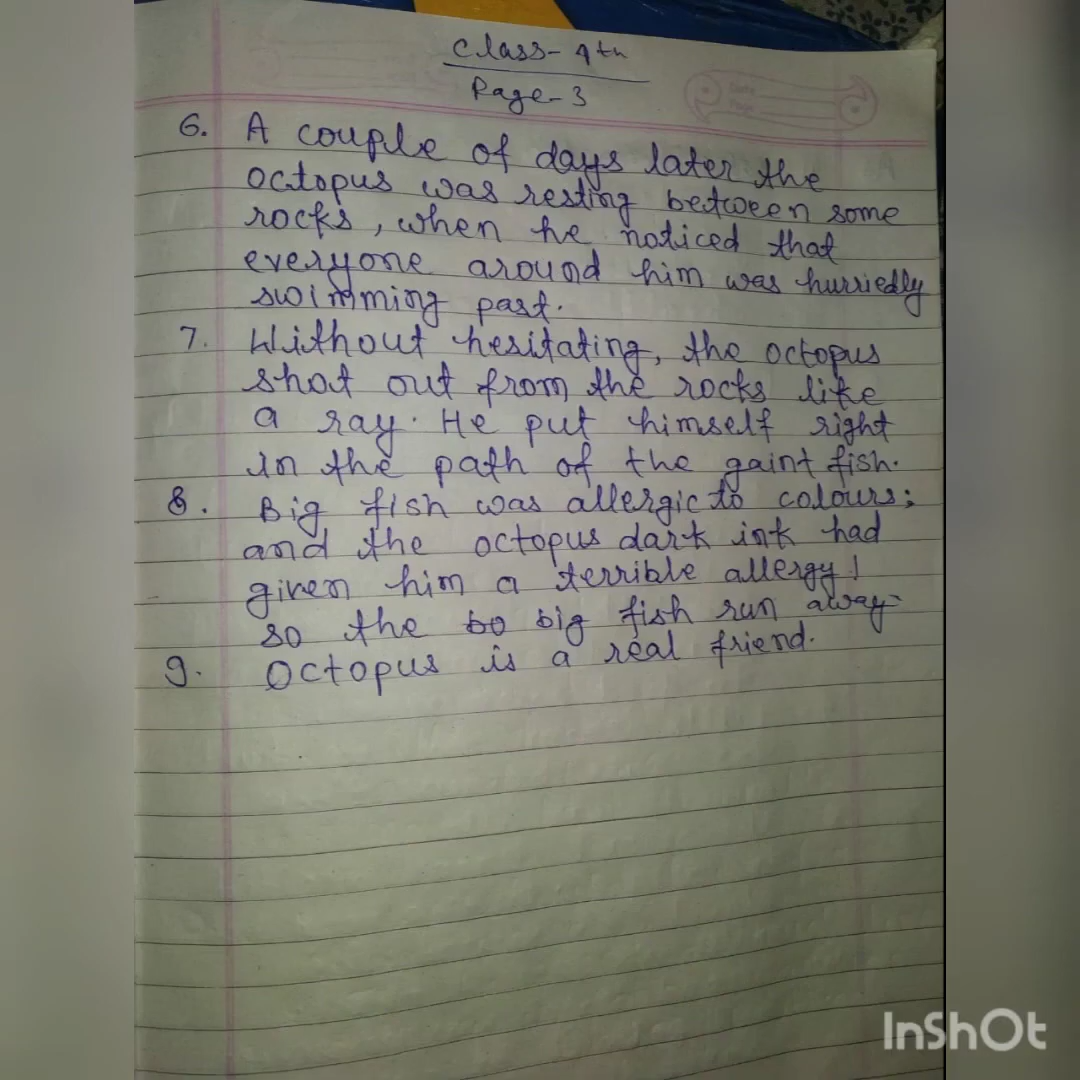 Class- 4th
Page- 3
6. A couple of days later the
octopus was resting between some
rocks, when he noticed that
everyone around him was hurriedly
swimming past.
7. Without hesitating, the octopus
shot out from the rocks like
a ray. He put himself right
in the path of the gaint fish.
8. Big fish was allergic to colours;
and the octopus dark ink had
given him a terrible allergy!
so the bo big fish run away-
9. Octopus is a real friend.
InShOt